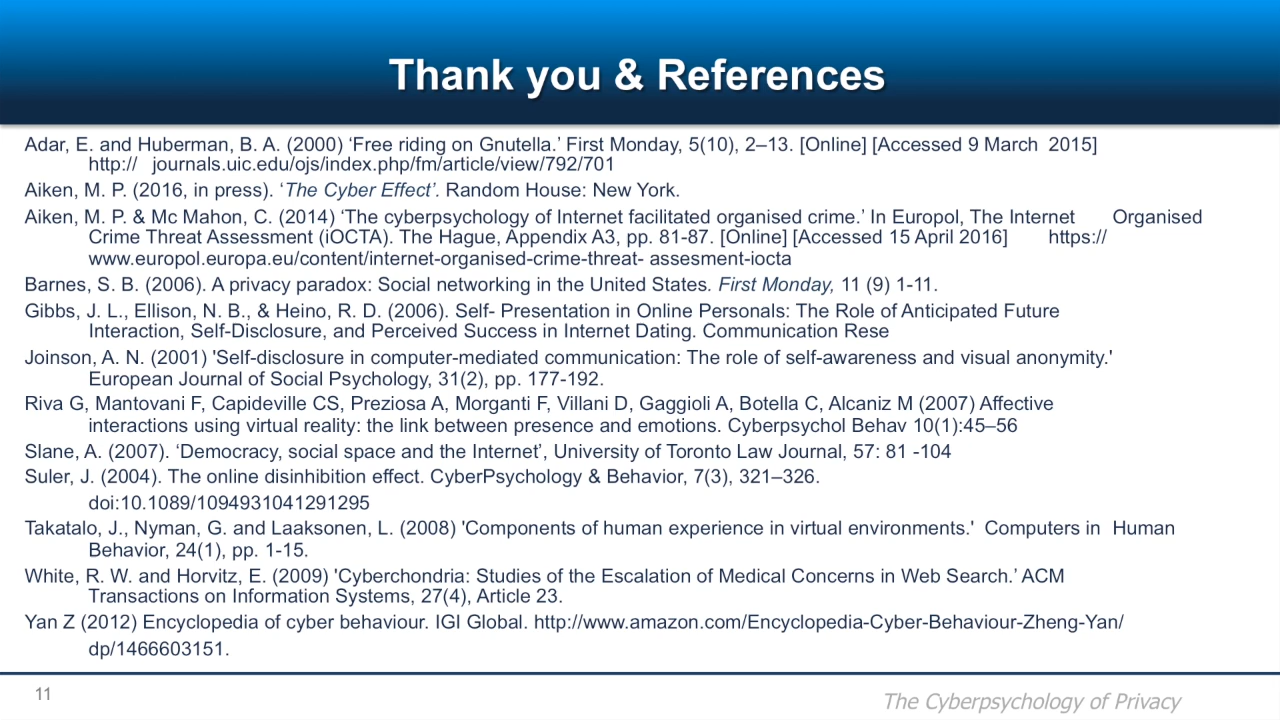 Thank you & References
Adar, E. and Huberman, B. A. (2000) ‘Free riding on Gnutella.’ First Monday, 5(10), 2–13. [Online] [Accessed 9 March 2015]
http:// journals.uic.edu/ojs/index.php/fm/article/view/792/701
Aiken, M. P. (2016, in press). ‘The Cyber Effect’. Random House: New York.
Aiken, M. P. & Mc Mahon, C. (2014) ‘The cyberpsychology of Internet facilitated organised crime.’ In Europol, The Internet Organised
Crime Threat Assessment (iOCTA). The Hague, Appendix A3, pp. 81-87. [Online] [Accessed 15 April 2016] https://
www.europol.europa.eu/content/internet-organised-crime-threat- assesment-iocta
Barnes, S. B. (2006). A privacy paradox: Social networking in the United States. First Monday, 11 (9) 1-11.
Gibbs, J. L., Ellison, N. B., & Heino, R. D. (2006). Self- Presentation in Online Personals: The Role of Anticipated Future
Interaction, Self-Disclosure, and Perceived Success in Internet Dating. Communication Rese
Joinson, A. N. (2001) 'Self-disclosure in computer-mediated communication: The role of self-awareness and visual anonymity.'
European Journal of Social Psychology, 31(2), pp. 177-192.
Riva G, Mantovani F, Capideville CS, Preziosa A, Morganti F, Villani D, Gaggioli A, Botella C, Alcaniz M (2007) Affective
interactions using virtual reality: the link between presence and emotions. Cyberpsychol Behav 10(1):45–56
Slane, A. (2007). ‘Democracy, social space and the Internet’, University of Toronto Law Journal, 57: 81 -104
Suler, J. (2004). The online disinhibition effect. CyberPsychology & Behavior, 7(3), 321–326.
doi:10.1089/1094931041291295
Takatalo, J., Nyman, G. and Laaksonen, L. (2008) 'Components of human experience in virtual environments.' Computers in Human
Behavior, 24(1), pp. 1-15.
White, R. W. and Horvitz, E. (2009) 'Cyberchondria: Studies of the Escalation of Medical Concerns in Web Search.’ ACM
Transactions on Information Systems, 27(4), Article 23.
Yan Z (2012) Encyclopedia of cyber behaviour. IGI Global. http://www.amazon.com/Encyclopedia-Cyber-Behaviour-Zheng-Yan/
dp/1466603151.
11
The Cyberpsychology of Privacy